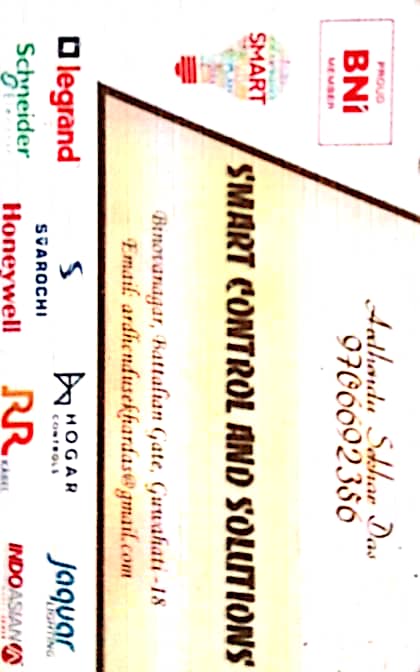 PROUD
BNI
MEMBER
Ardhendu Sekhar Das
9706692356
SMART
PLAN
SMART CONTROL AND SOLUTIONS
Binovanagar, Battalian Gate, Guwahati -18
Email: ardhendusekhardas@gmail.com
legrand
SVAROCHI
HOGAR
CONTROLS
Jaquar
LIGHTING
Schneider
Electric
Honeywell
RR
KABEL
INDOASIAN